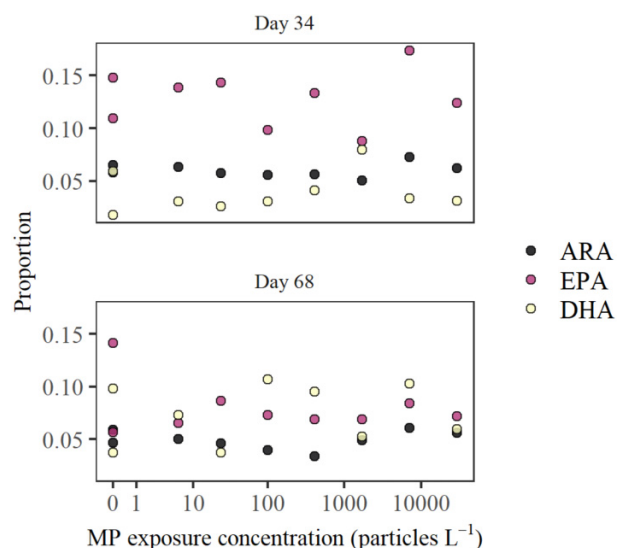 Day 34
0.15
0.10
0.05
Proportion
ARA
EPA
DHA
Day 68
0.15
0.10
0.05
0 1 10 100 1000 10000
MP exposure concentration (particles L⁻¹)